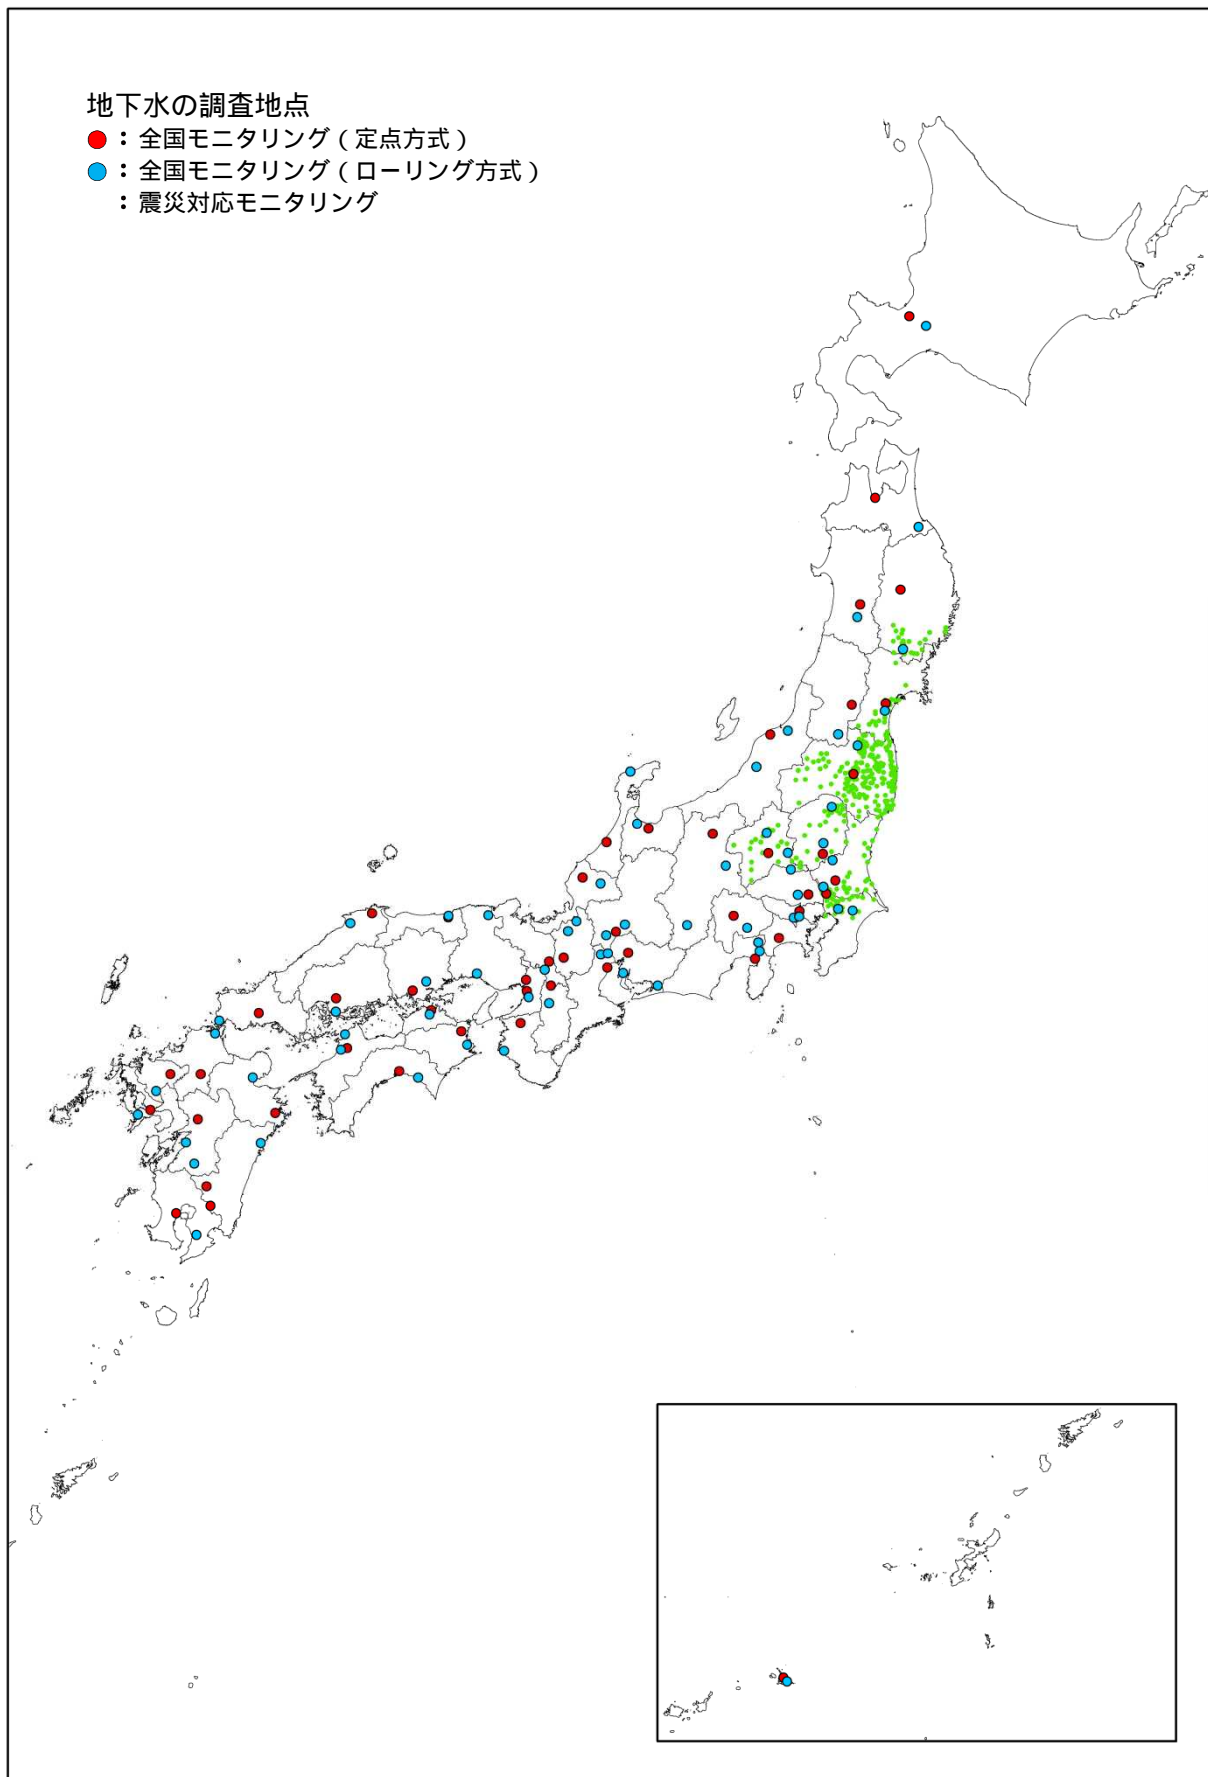 地下水の調査地点
：全国モニタリング（定点方式）
：全国モニタリング（ローリング方式）
：震災対応モニタリング